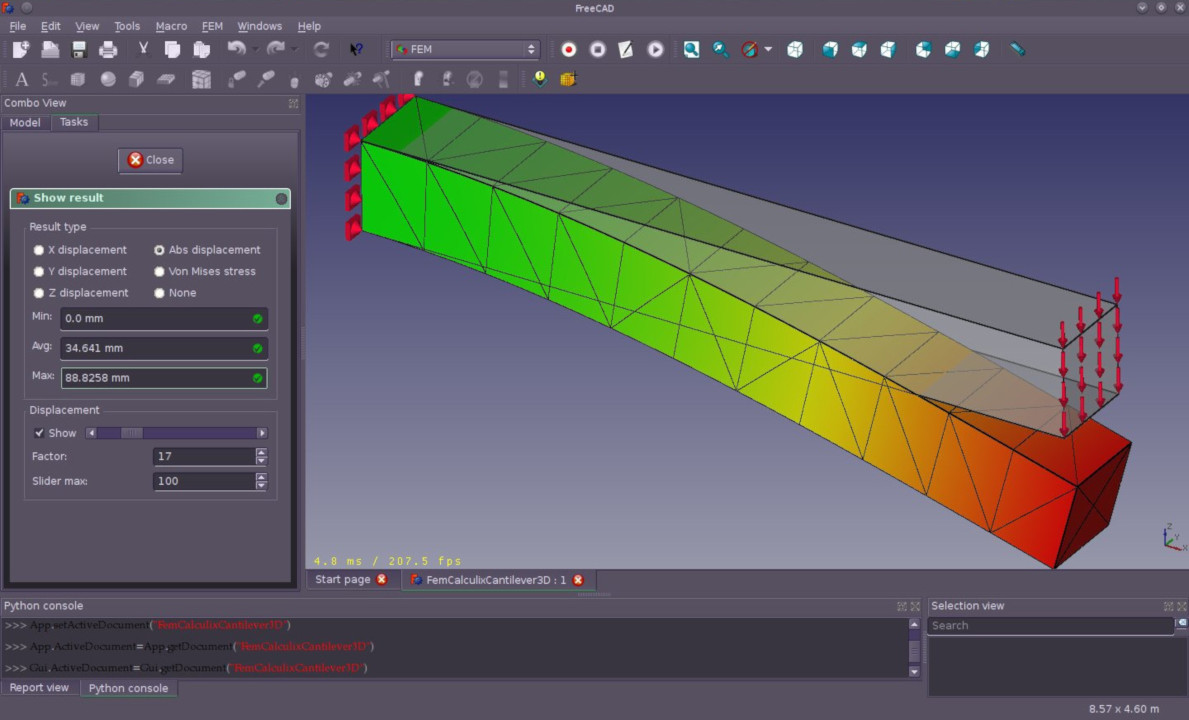 FreeCAD
File Edit View Tools Macro FEM Windows Help
FEM
A
Combo View
Model Tasks
Close
Show result
Result type
X displacement Abs displacement
Y displacement Von Mises stress
Z displacement None
Min: 0.0 mm
Avg: 34.641 mm
Max: 88.8258 mm
Displacement
Show
Factor: 17
Slider max: 100
4.8 ms / 207.5 fps
Z
Y
X
Start page FemCalculixCantilever3D : 1
Python console
>>> App.setActiveDocument("FemCalculixCantilever3D")
>>> App.ActiveDocument=App.getDocument("FemCalculixCantilever3D")
>>> Gui.ActiveDocument=Gui.getDocument("FemCalculixCantilever3D")
Selection view
Search
Report view Python console
8.57 x 4.60 m